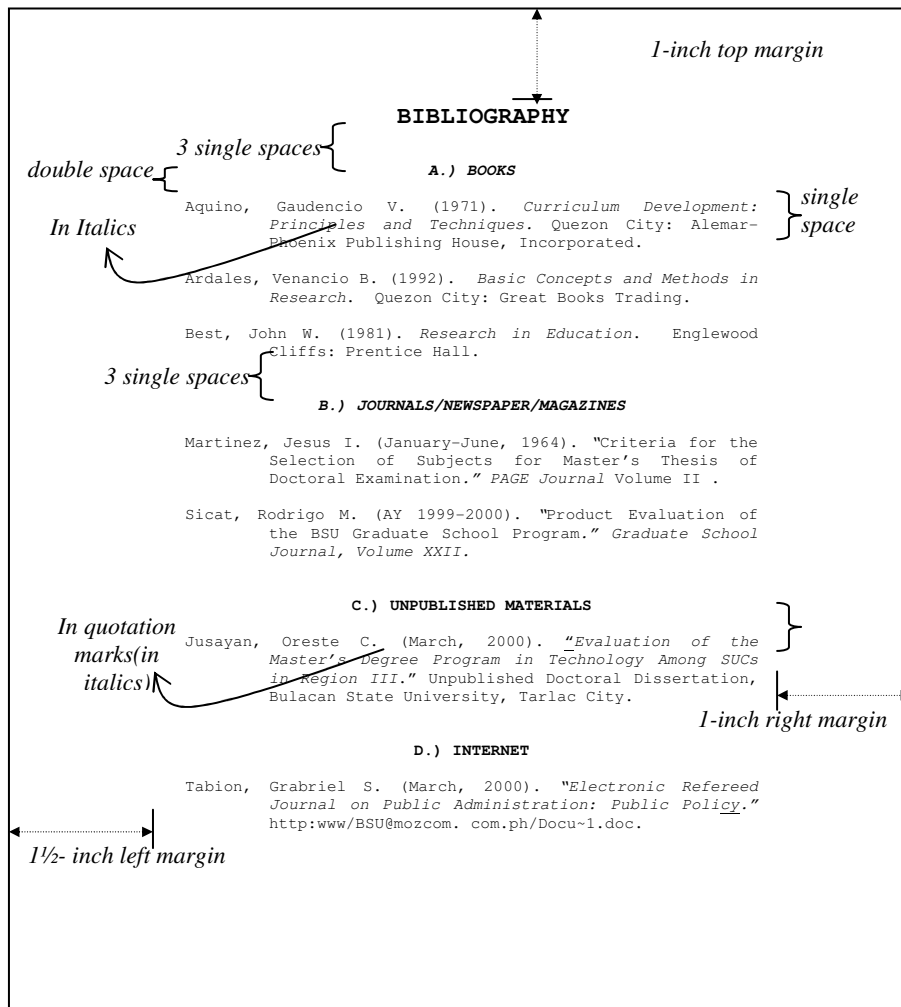 1-inch top margin
BIBLIOGRAPHY
3 single spaces
double space
A.) BOOKS
Aquino, Gaudencio V. (1971). Curriculum Development:
Principles and Techniques. Quezon City: Alemar-
Phoenix Publishing House, Incorporated.
single
space
In Italics
Ardales, Venancio B. (1992). Basic Concepts and Methods in
Research. Quezon City: Great Books Trading.
Best, John W. (1981). Research in Education. Englewood
Cliffs: Prentice Hall.
3 single spaces
B.) JOURNALS/NEWSPAPER/MAGAZINES
Martinez, Jesus I. (January-June, 1964). "Criteria for the
Selection of Subjects for Master's Thesis of
Doctoral Examination." PAGE Journal Volume II .
Sicat, Rodrigo M. (AY 1999-2000). "Product Evaluation of
the BSU Graduate School Program." Graduate School
Journal, Volume XXII.
C.) UNPUBLISHED MATERIALS
In quotation
marks(in
italics)
Jusayan, Oreste C. (March, 2000). "Evaluation of the
Master's Degree Program in Technology Among SUCs
in Region III." Unpublished Doctoral Dissertation,
Bulacan State University, Tarlac City.
1-inch right margin
D.) INTERNET
Tabion, Grabriel S. (March, 2000). "Electronic Refereed
Journal on Public Administration: Public Policy."
http:www/BSU@mozcom. com.ph/Docu~1.doc.
1½- inch left margin